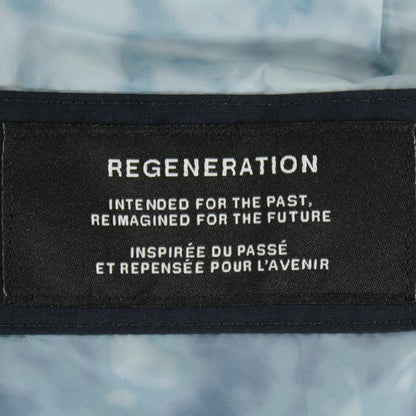 REGENERATION
INTENDED FOR THE PAST,
REIMAGINED FOR THE FUTURE
INSPIRÉE DU PASSÉ
ET REPENSÉE POUR L'AVENIR